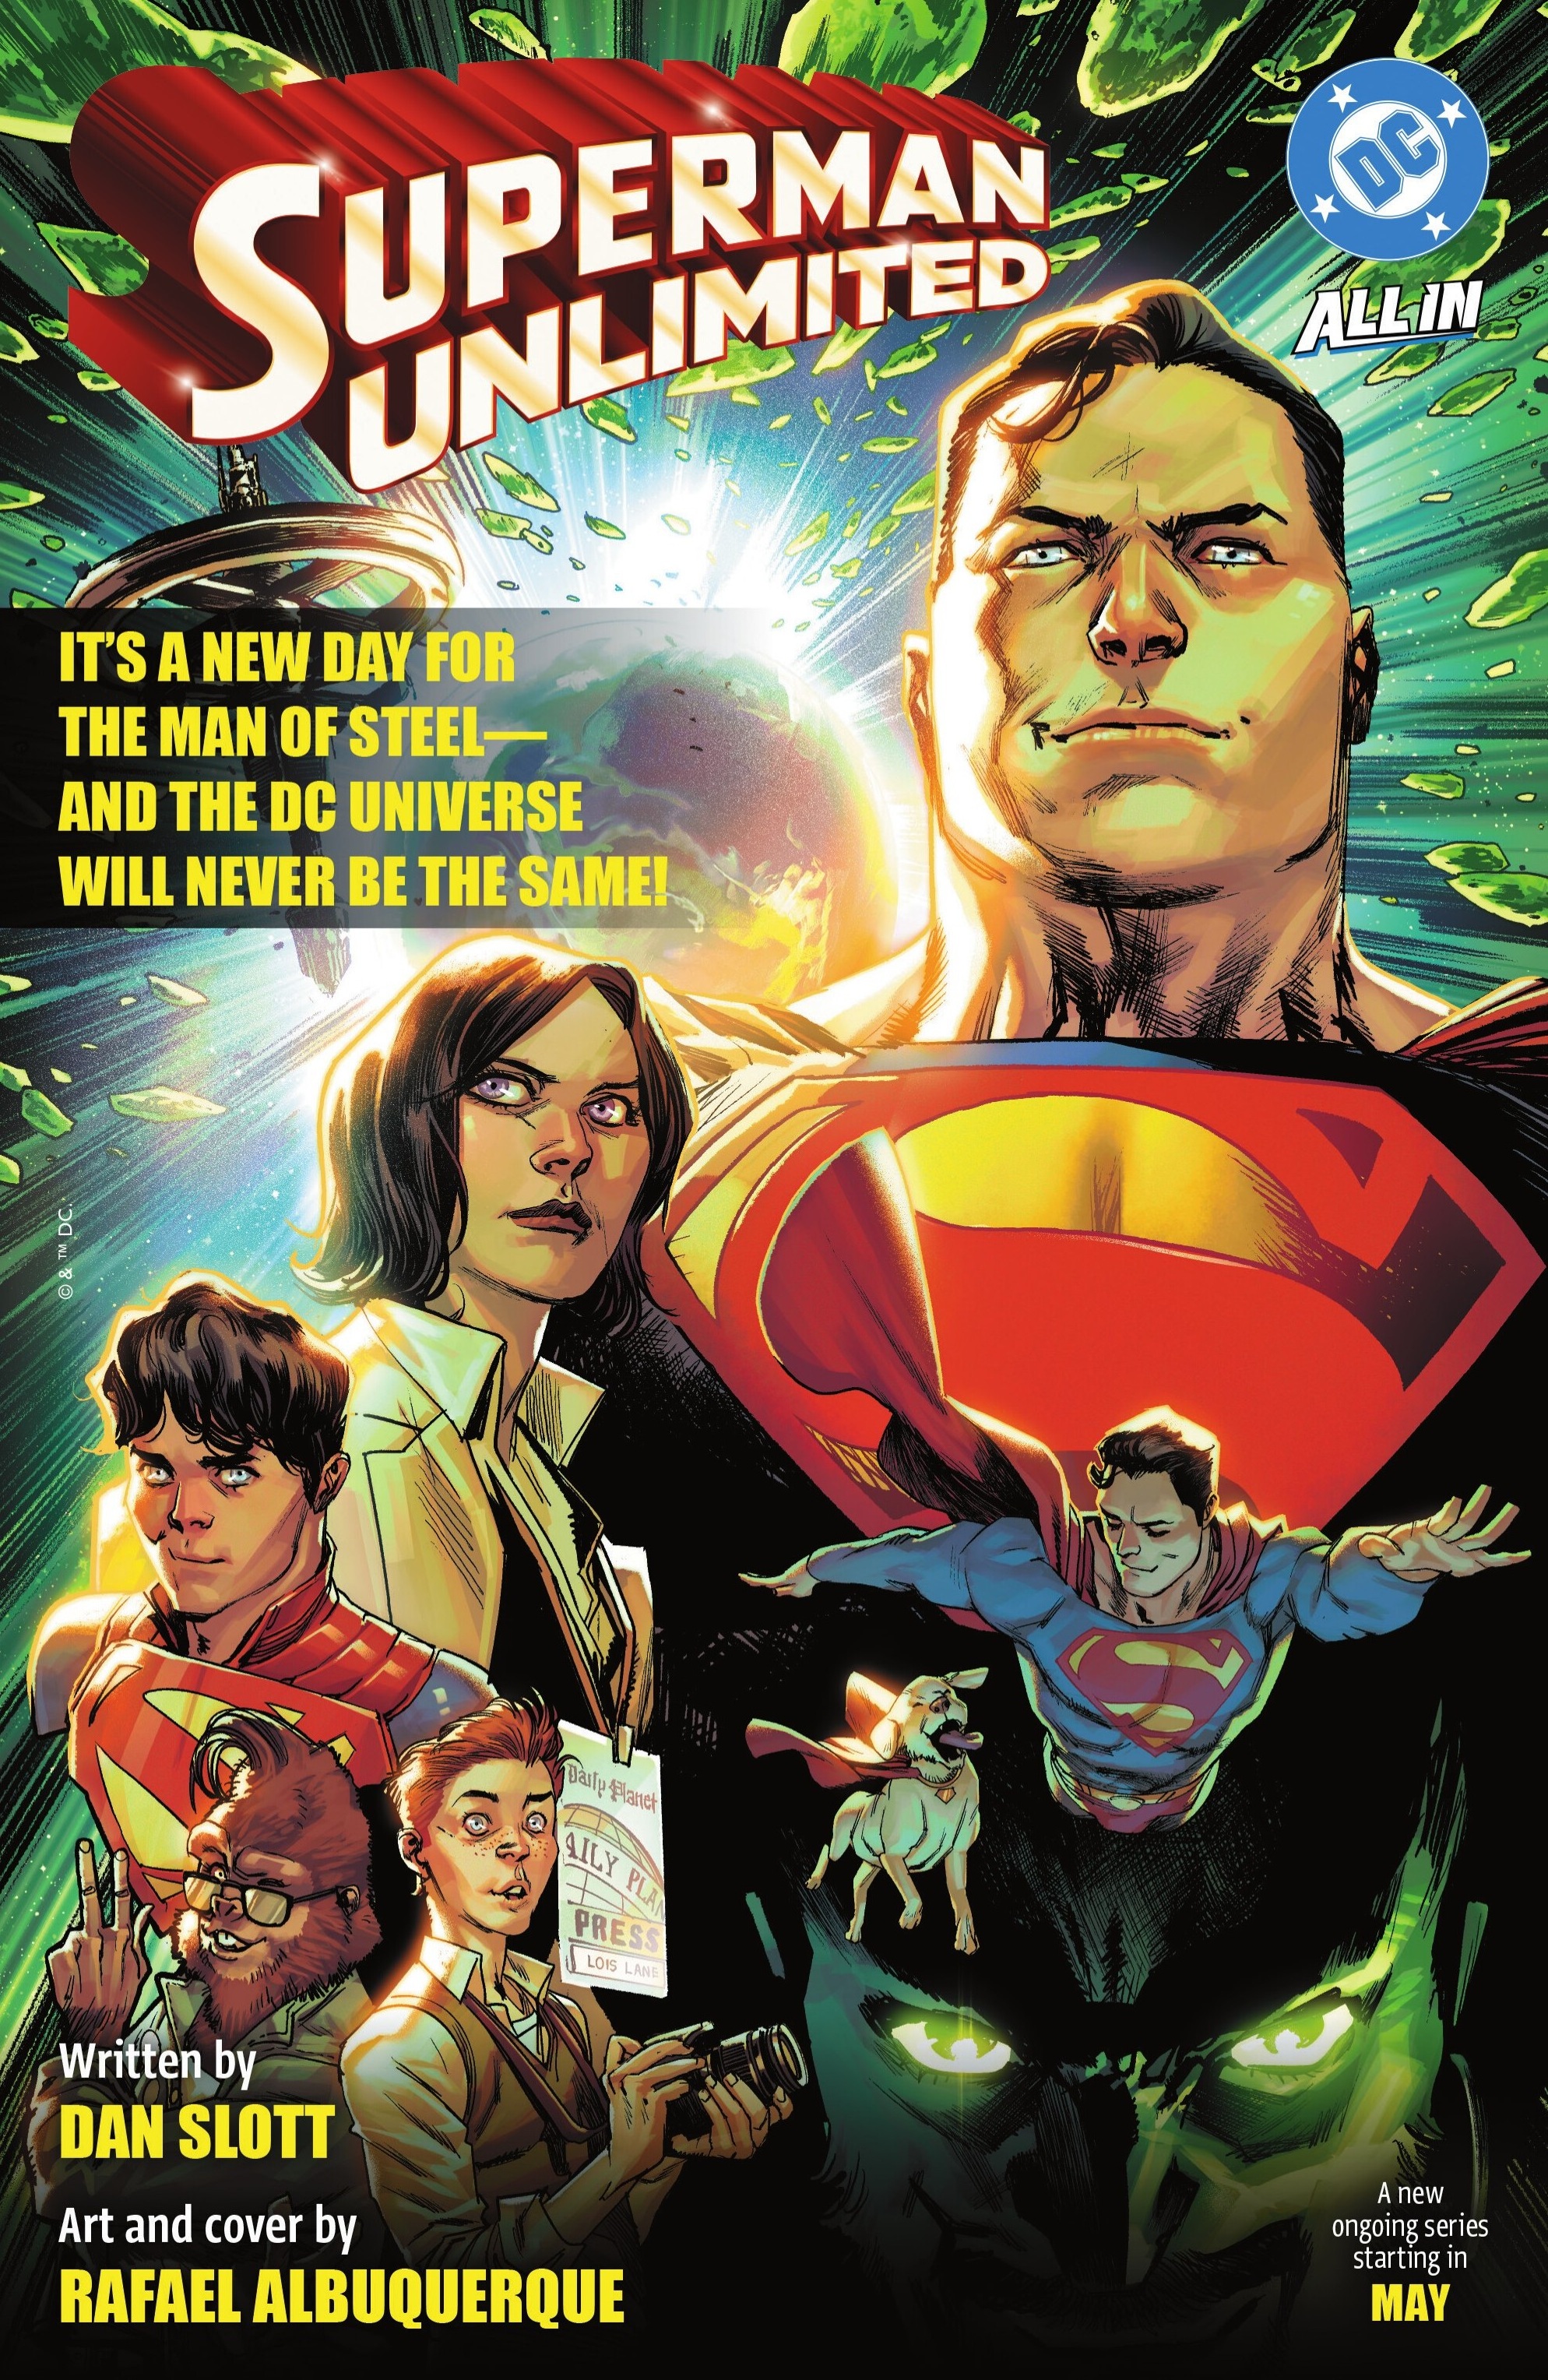 SUPERMAN
UNLIMITED
DC
ALL IN
IT'S A NEW DAY FOR
THE MAN OF STEEL—
AND THE DC UNIVERSE
WILL NEVER BE THE SAME!
© & ™ DC.
Daily Planet
AILY PLA
PRESS
LOIS LANE
Written by
DAN SLOTT
Art and cover by
RAFAEL ALBUQUERQUE
A new
ongoing series
starting in
MAY